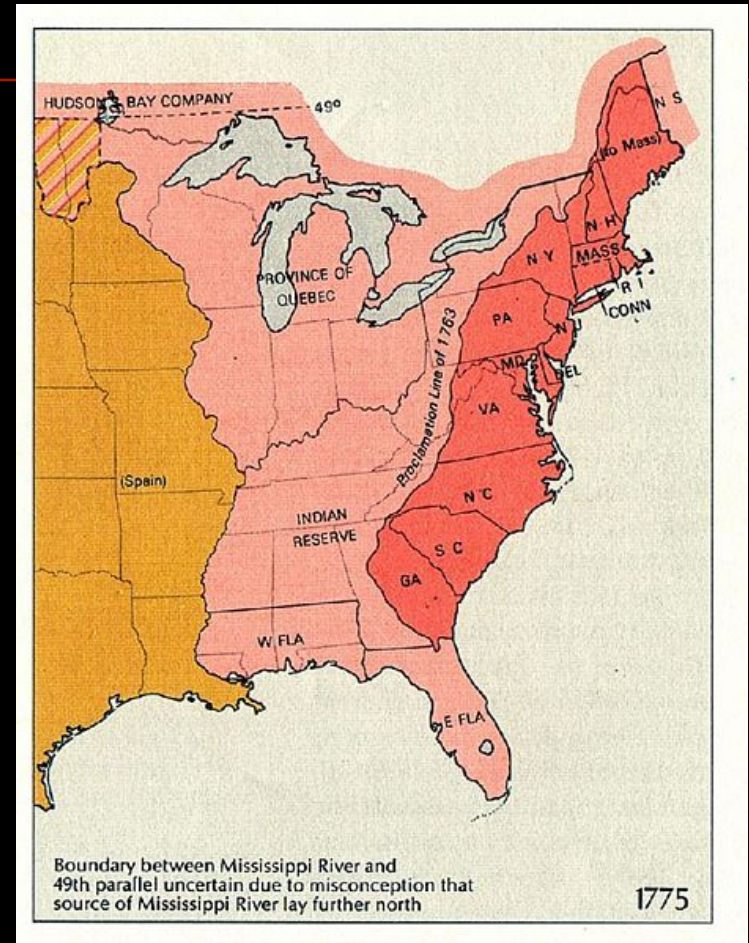 HUDSON'S BAY COMPANY
49º
N S
(to Mass)
N H
N Y
MASS
R I
CONN
PROVINCE OF
QUEBEC
PA
N J
Proclamation Line of 1763
MD
DEL
VA
(Spain)
N C
INDIAN
RESERVE
S C
GA
W FLA
E FLA
Boundary between Mississippi River and
49th parallel uncertain due to misconception that
source of Mississippi River lay further north
1775